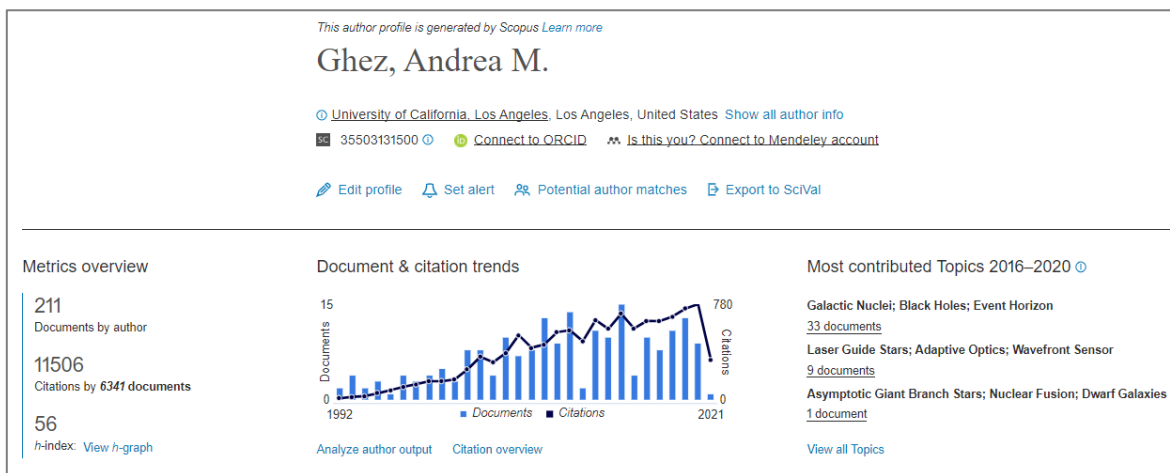 This author profile is generated by Scopus Learn more
Ghez, Andrea M.
University of California, Los Angeles, Los Angeles, United States Show all author info
SC 35503131500 Connect to ORCID Is this you? Connect to Mendeley account
Edit profile Set alert Potential author matches Export to SciVal
Metrics overview
211
Documents by author
11506
Citations by 6341 documents
56
h-index: View h-graph
Document & citation trends
15
780
Documents
Citations
0
0
1992
2021
Documents Citations
Analyze author output Citation overview
Most contributed Topics 2016–2020
Galactic Nuclei; Black Holes; Event Horizon
33 documents
Laser Guide Stars; Adaptive Optics; Wavefront Sensor
9 documents
Asymptotic Giant Branch Stars; Nuclear Fusion; Dwarf Galaxies
1 document
View all Topics